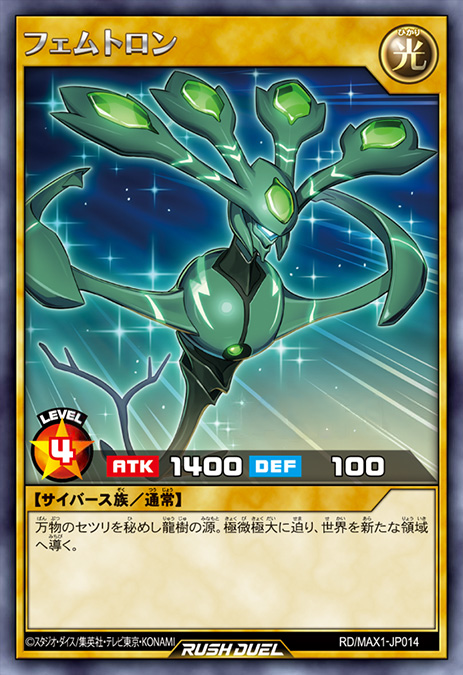 フェムトロン
ひかり
光
LEVEL
4
ATK 1400 DEF 100
【サイバース族／通常】
万物のセツリを秘めし龍樹の源。極微極大に迫り、世界を新たな領域
へ導く。
©スタジオ・ダイス/集英社・テレビ東京・KONAMI
RUSH DUEL
RD/MAX1-JP014